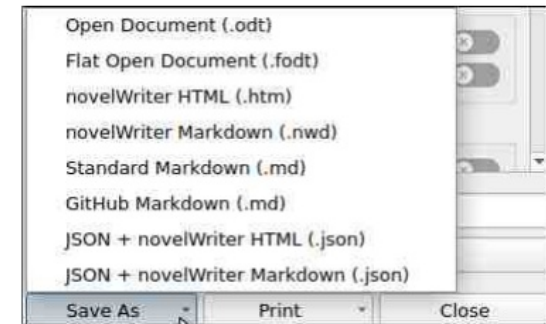 Open Document (.odt)
Flat Open Document (.fodt)
novelWriter HTML (.htm)
novelWriter Markdown (.nwd)
Standard Markdown (.md)
GitHub Markdown (.md)
JSON + novelWriter HTML (.json)
JSON + novelWriter Markdown (.json)
Save As Print Close